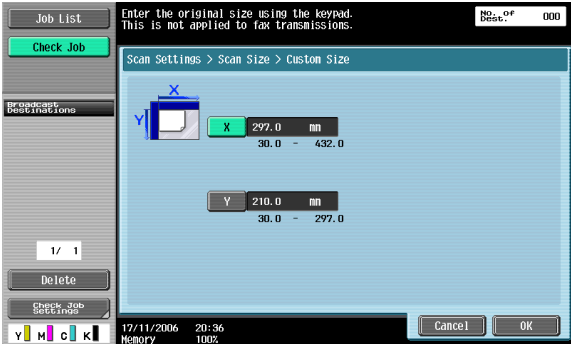 Job List
Check Job
Enter the original size using the keypad.
This is not applied to fax transmissions.
No. of
Dest.
000
Scan Settings > Scan Size > Custom Size
Broadcast
Destinations
X
Y
X 297.0 mm
30.0 - 432.0
Y 210.0 mm
30.0 - 297.0
1/ 1
Delete
Check Job
Settings
Y M C K
17/11/2006 20:36
Memory 100%
Cancel
OK